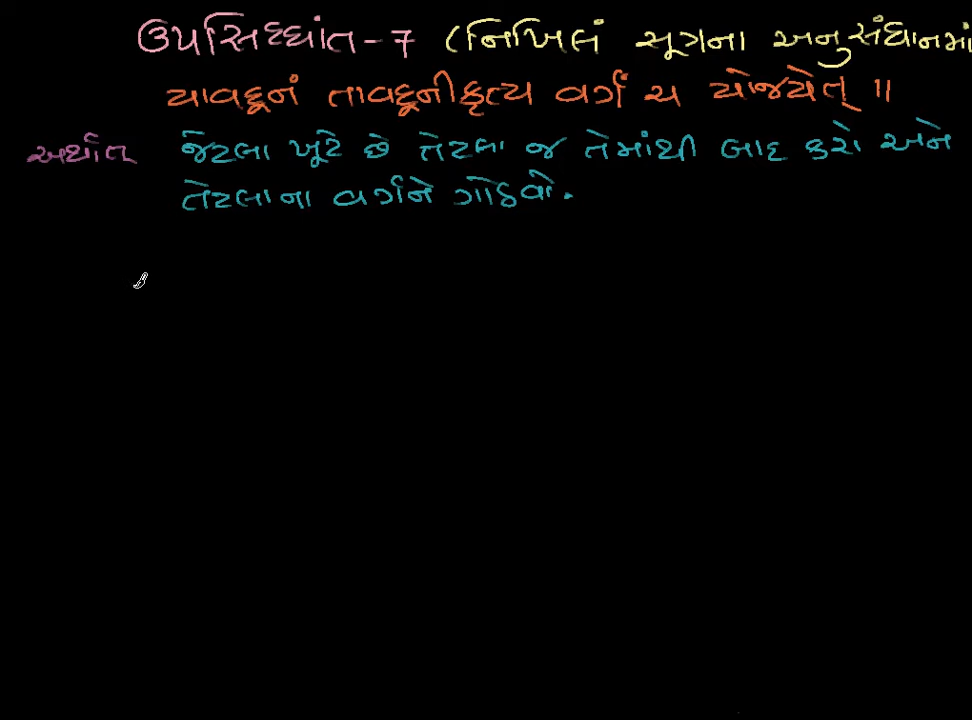 ઉપસિધ્ધાંત-7 (નિખિલં સૂત્રના અનુસંધાનમાં
યાવદૂનં તાવદૂનીકૃત્ય વર્ગં ચ યોજયેત્ ॥
અર્થાત જેટલા ખૂટે છે તેટલા જ તેમાંથી બાદ કરો અને
તેટલાના વર્ગને ગોઠવો.